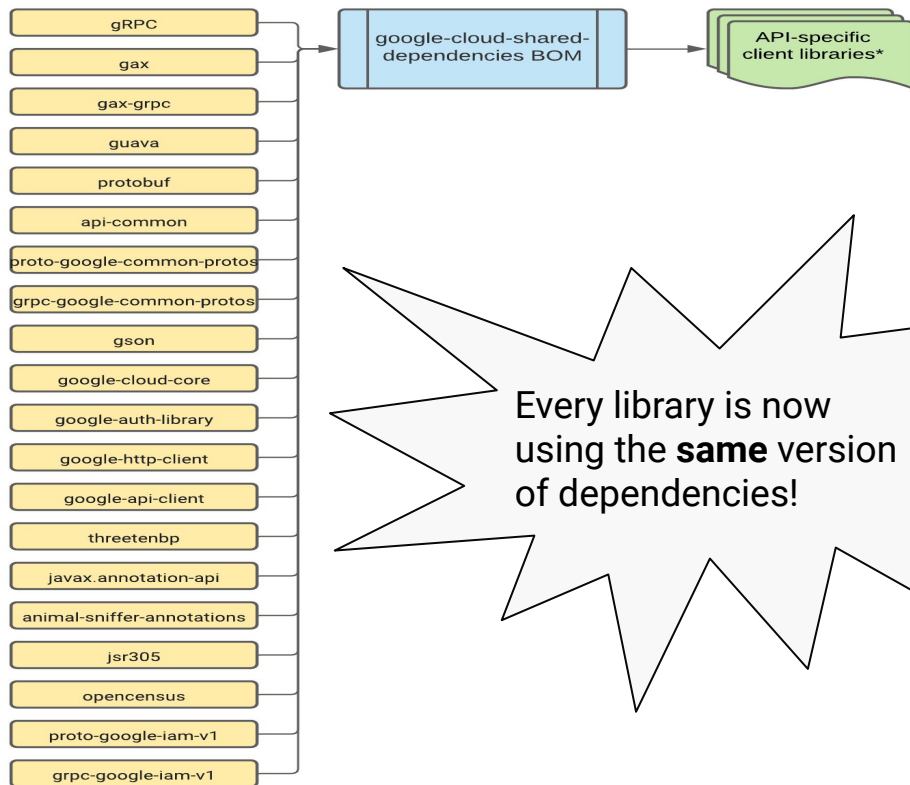 gRPC
gax
gax-grpc
guava
protobuf
api-common
proto-google-common-protos
grpc-google-common-protos
gson
google-cloud-core
google-auth-library
google-http-client
google-api-client
threetenbp
javax.annotation-api
animal-sniffer-annotations
jsr305
opencensus
proto-google-iam-v1
grpc-google-iam-v1
google-cloud-shared-
dependencies BOM
API-specific
client libraries*
Every library is now
using the same version
of dependencies!